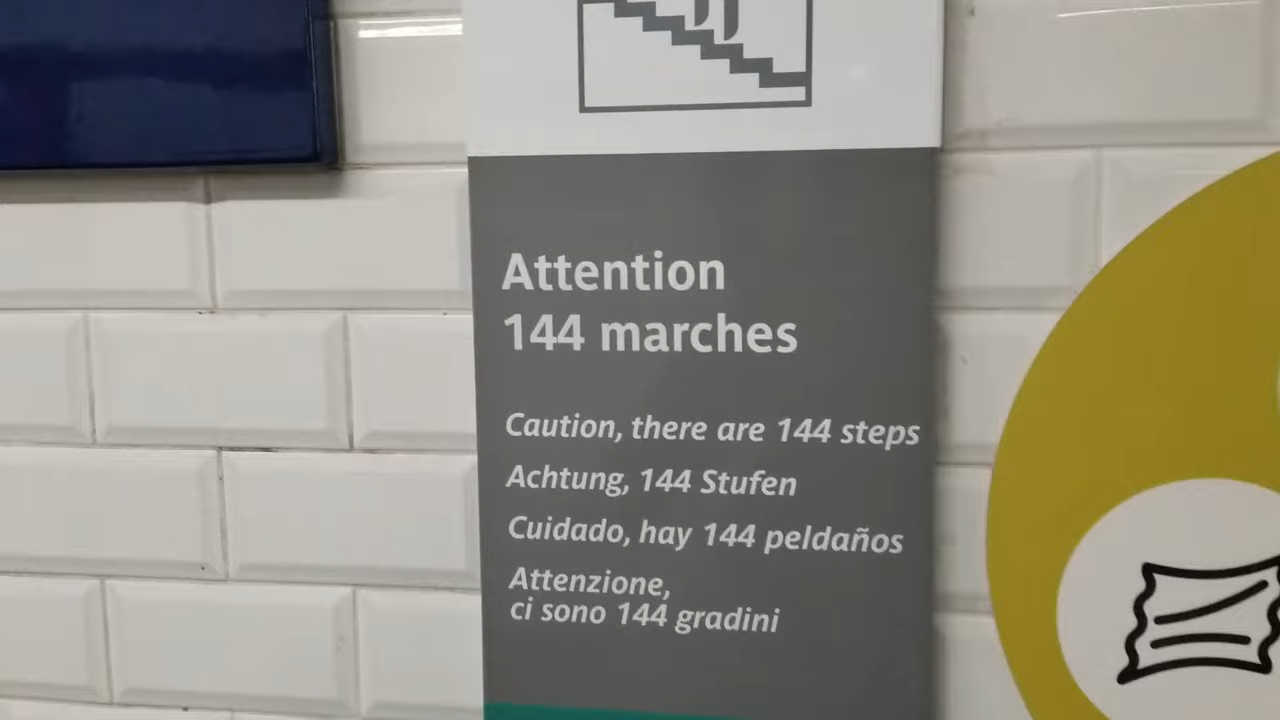 Attention
144 marches
Caution, there are 144 steps
Achtung, 144 Stufen
Cuidado, hay 144 peldaños
Attenzione,
ci sono 144 gradini